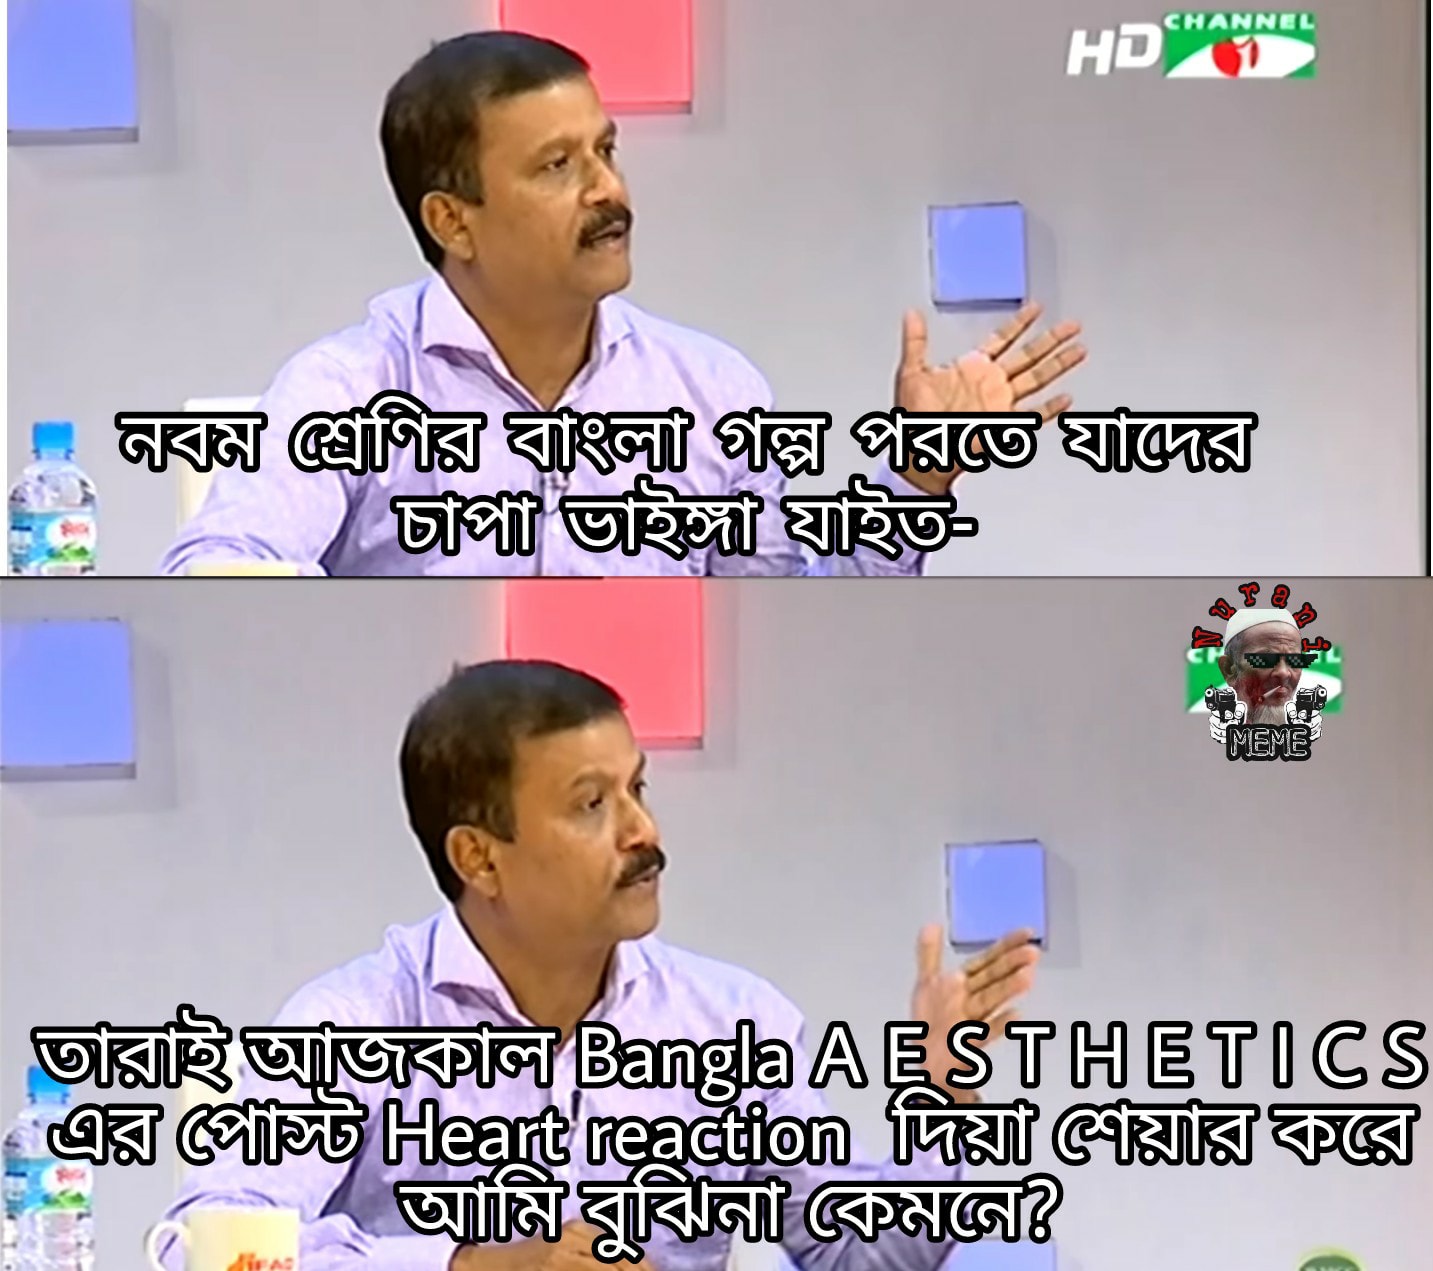 HD CHANNEL
নবম শ্রেণির বাংলা গল্প পরতে যাদের
চাপা ভাইঙ্গা যাইত-
Nurani
MEME
তারাই আজকাল Bangla A E S T H E T I C S
এর পোস্ট Heart reaction দিয়া শেয়ার করে
আমি বুঝিনা কেমনে?